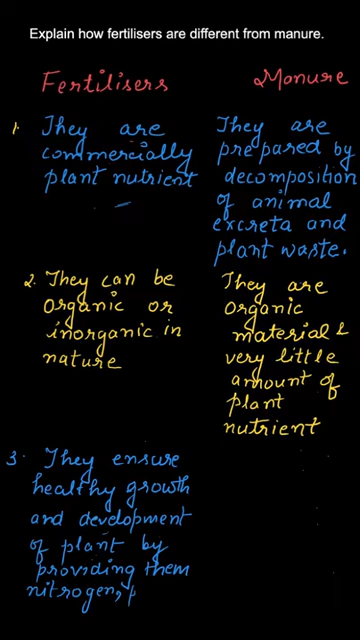 Explain how fertilisers are different from manure.
Fertilisers
Manure
1. They are
commercially
plant nutrient
They are
prepared by
decomposition
of animal
excreta and
plant waste.
2. They can be
organic or
inorganic in
nature
They are
organic
material &
very little
amount of
plant
nutrient
3. They ensure
healthy growth
and development
of plant by
providing them
nitrogen,